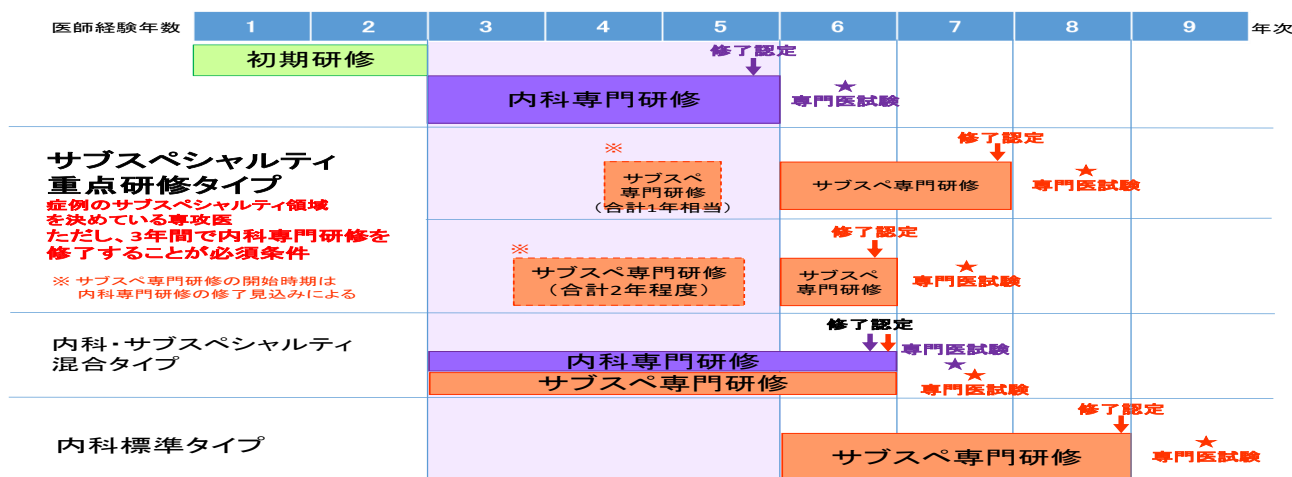 医師経験年数 1 2 3 4 5 6 7 8 9 年次
初期研修
修了認定
内科専門研修
★
専門医試験
サブスペシャルティ
重点研修タイプ
症例のサブスペシャルティ領域
を決めている専攻医
ただし、3年間で内科専門研修を
修了することが必須条件
※ サブスペ専門研修の開始時期は
内科専門研修の修了見込みによる
※
サブスペ
専門研修
（合計1年相当）
修了認定
サブスペ専門研修
★
専門医試験
※
サブスペ専門研修
（合計2年程度）
修了認定
サブスペ
専門研修
★
専門医試験
内科・サブスペシャルティ
混合タイプ
修了認定
内科専門研修
専門医試験
★
サブスペ専門研修
★
専門医試験
内科標準タイプ
修了認定
サブスペ専門研修
★
専門医試験